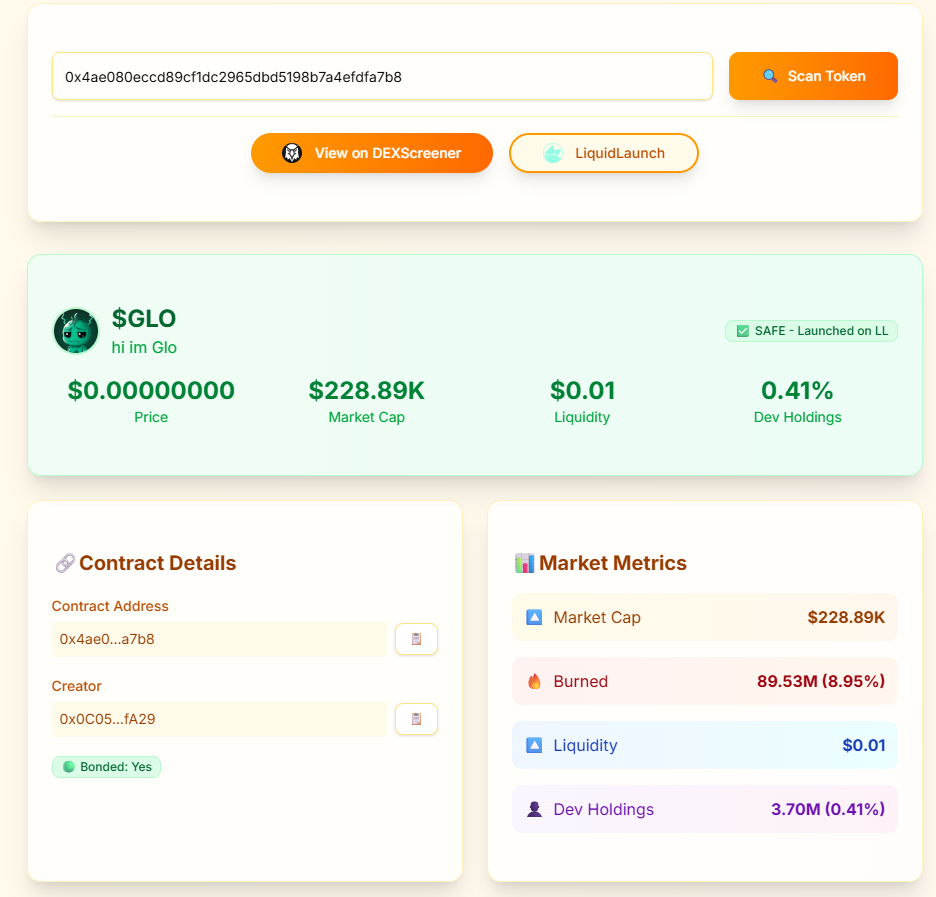 0x4ae080eccd89cf1dc2965dbd5198b7a4efdfa7b8
Scan Token
View on DEXScreener
LiquidLaunch
$GLO
hi im Glo
SAFE - Launched on LL
$0.00000000
Price
$228.89K
Market Cap
$0.01
Liquidity
0.41%
Dev Holdings
Contract Details
Contract Address
0x4ae0...a7b8
Creator
0x0C05...fA29
Bonded: Yes
Market Metrics
Market Cap $228.89K
Burned 89.53M (8.95%)
Liquidity $0.01
Dev Holdings 3.70M (0.41%)